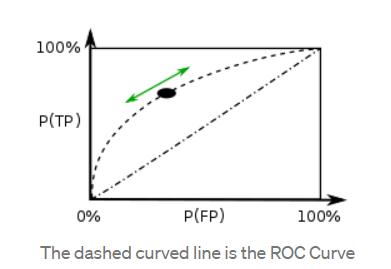 100%
P(TP)
0%
P(FP)
100%
The dashed curved line is the ROC Curve